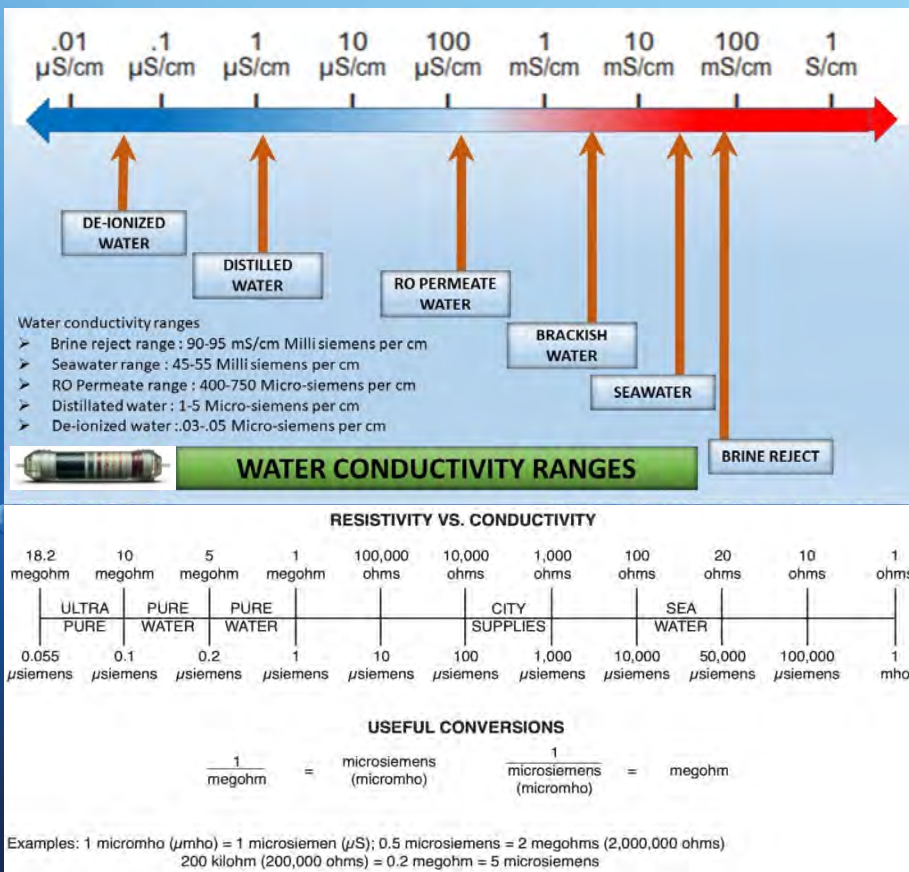 .01 .1 1 10 100 1 10 100 1
µS/cm µS/cm µS/cm µS/cm µS/cm mS/cm mS/cm mS/cm S/cm
DE-IONIZED
WATER
DISTILLED
WATER
RO PERMEATE
WATER
BRACKISH
WATER
SEAWATER
BRINE REJECT
Water conductivity ranges
➤ Brine reject range : 90-95 mS/cm Milli siemens per cm
➤ Seawater range : 45-55 Milli siemens per cm
➤ RO Permeate range : 400-750 Micro-siemens per cm
➤ Distillated water : 1-5 Micro-siemens per cm
➤ De-ionized water :.03-.05 Micro-siemens per cm
WATER CONDUCTIVITY RANGES
RESISTIVITY VS. CONDUCTIVITY
18.2 10 5 1 100,000 10,000 1,000 100 20 10 1
megohm megohm megohm megohm ohms ohms ohms ohms ohms ohms ohms
ULTRA PURE PURE CITY SEA
PURE WATER WATER SUPPLIES WATER
0.055 0.1 0.2 1 10 100 1,000 10,000 50,000 100,000 1
µsiemens µsiemens µsiemens µsiemens µsiemens µsiemens µsiemens µsiemens µsiemens µsiemens mho
USEFUL CONVERSIONS
1 microsiemens 1
megohm = (micromho) microsiemens = megohm
(micromho)
Examples: 1 micromho (µmho) = 1 microsiemen (µS); 0.5 microsiemens = 2 megohms (2,000,000 ohms)
200 kilohm (200,000 ohms) = 0.2 megohm = 5 microsiemens